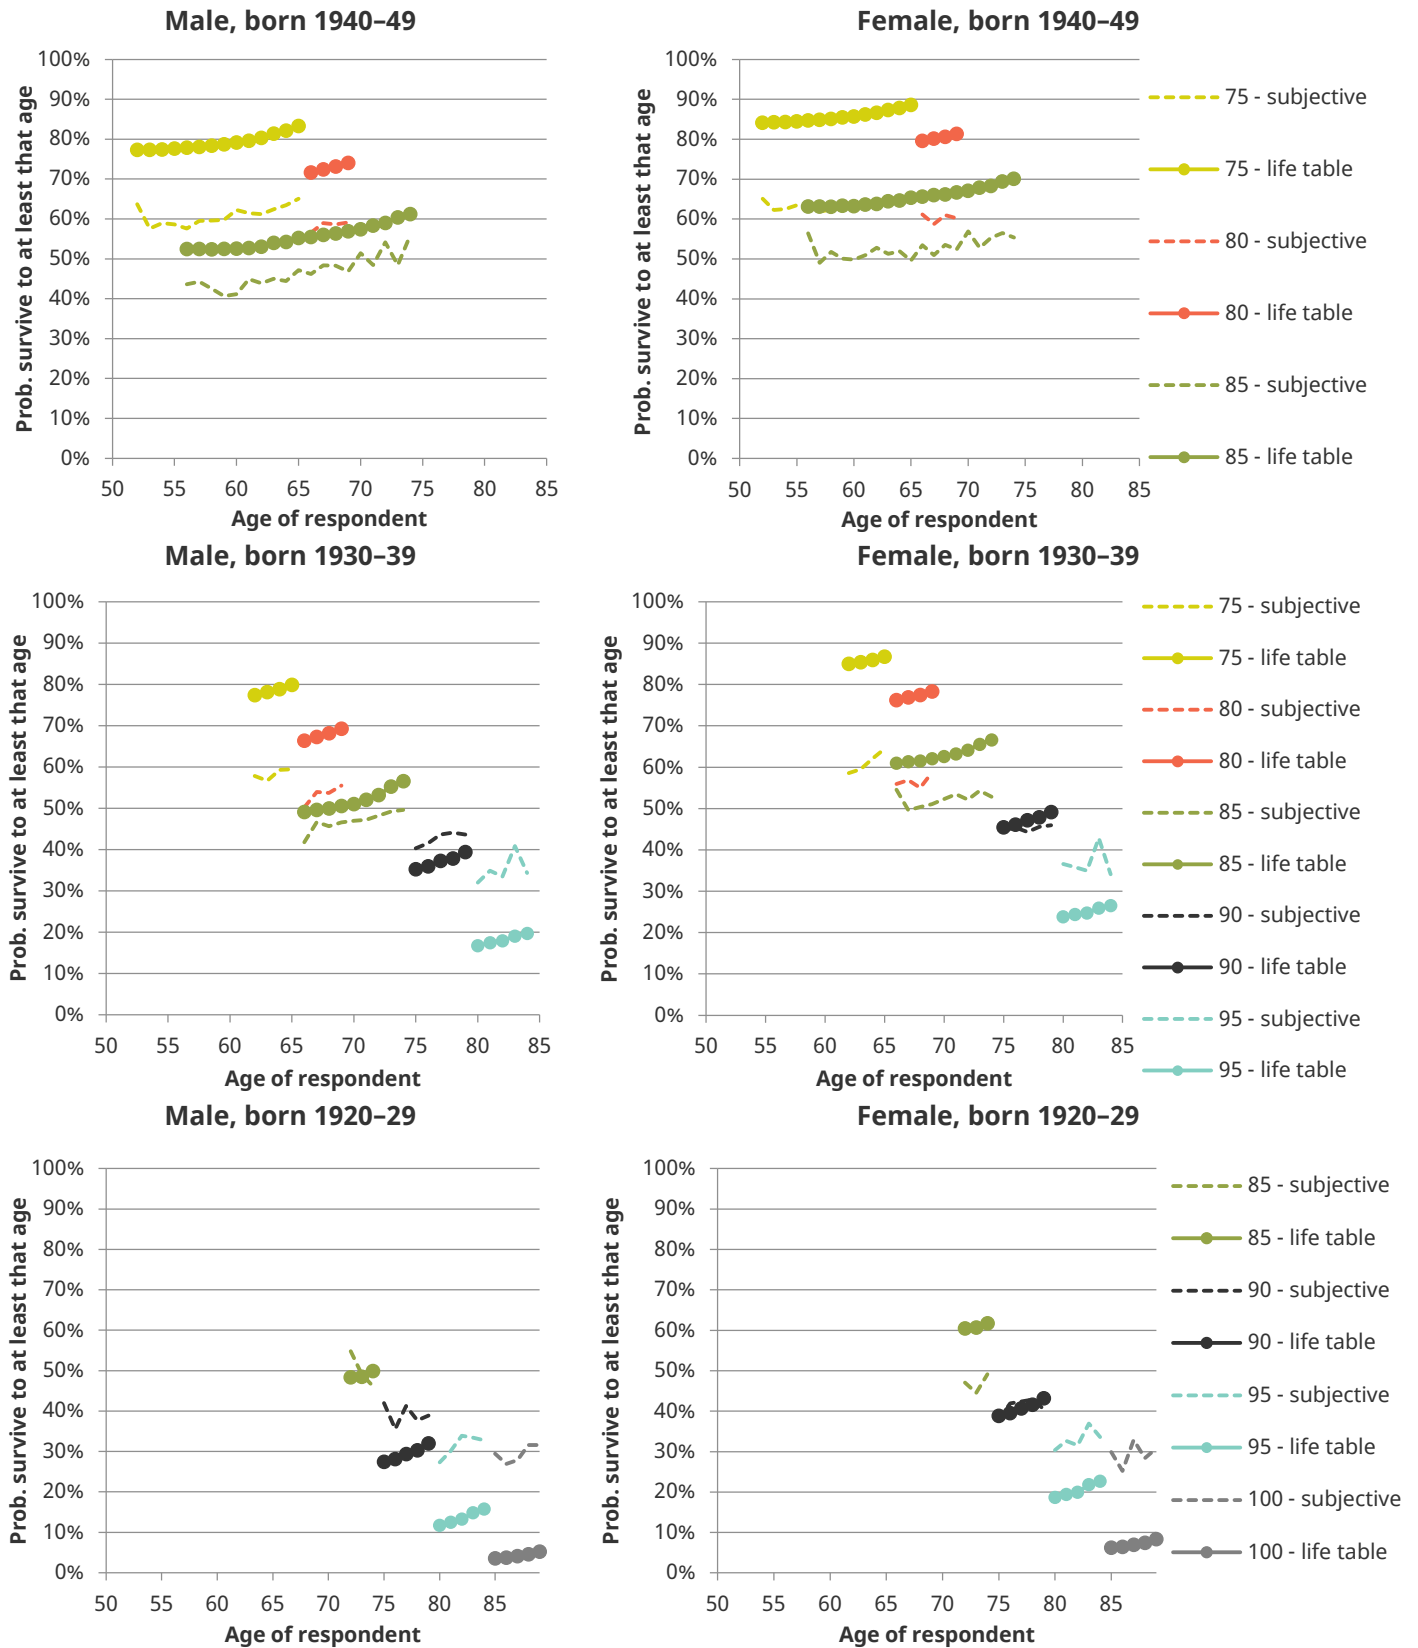 Male, born 1940–49
Prob. survive to at least that age
100%
90%
80%
70%
60%
50%
40%
30%
20%
10%
0%
50 55 60 65 70 75 80 85
Age of respondent
Female, born 1940–49
Prob. survive to at least that age
100%
90%
80%
70%
60%
50%
40%
30%
20%
10%
0%
50 55 60 65 70 75 80 85
Age of respondent
75 - subjective
75 - life table
80 - subjective
80 - life table
85 - subjective
85 - life table
Male, born 1930–39
Prob. survive to at least that age
100%
90%
80%
70%
60%
50%
40%
30%
20%
10%
0%
50 55 60 65 70 75 80 85
Age of respondent
Female, born 1930–39
Prob. survive to at least that age
100%
90%
80%
70%
60%
50%
40%
30%
20%
10%
0%
50 55 60 65 70 75 80 85
Age of respondent
75 - subjective
75 - life table
80 - subjective
80 - life table
85 - subjective
85 - life table
90 - subjective
90 - life table
95 - subjective
95 - life table
Male, born 1920–29
Prob. survive to at least that age
100%
90%
80%
70%
60%
50%
40%
30%
20%
10%
0%
50 55 60 65 70 75 80 85
Age of respondent
Female, born 1920–29
Prob. survive to at least that age
100%
90%
80%
70%
60%
50%
40%
30%
20%
10%
0%
50 55 60 65 70 75 80 85
Age of respondent
85 - subjective
85 - life table
90 - subjective
90 - life table
95 - subjective
95 - life table
100 - subjective
100 - life table